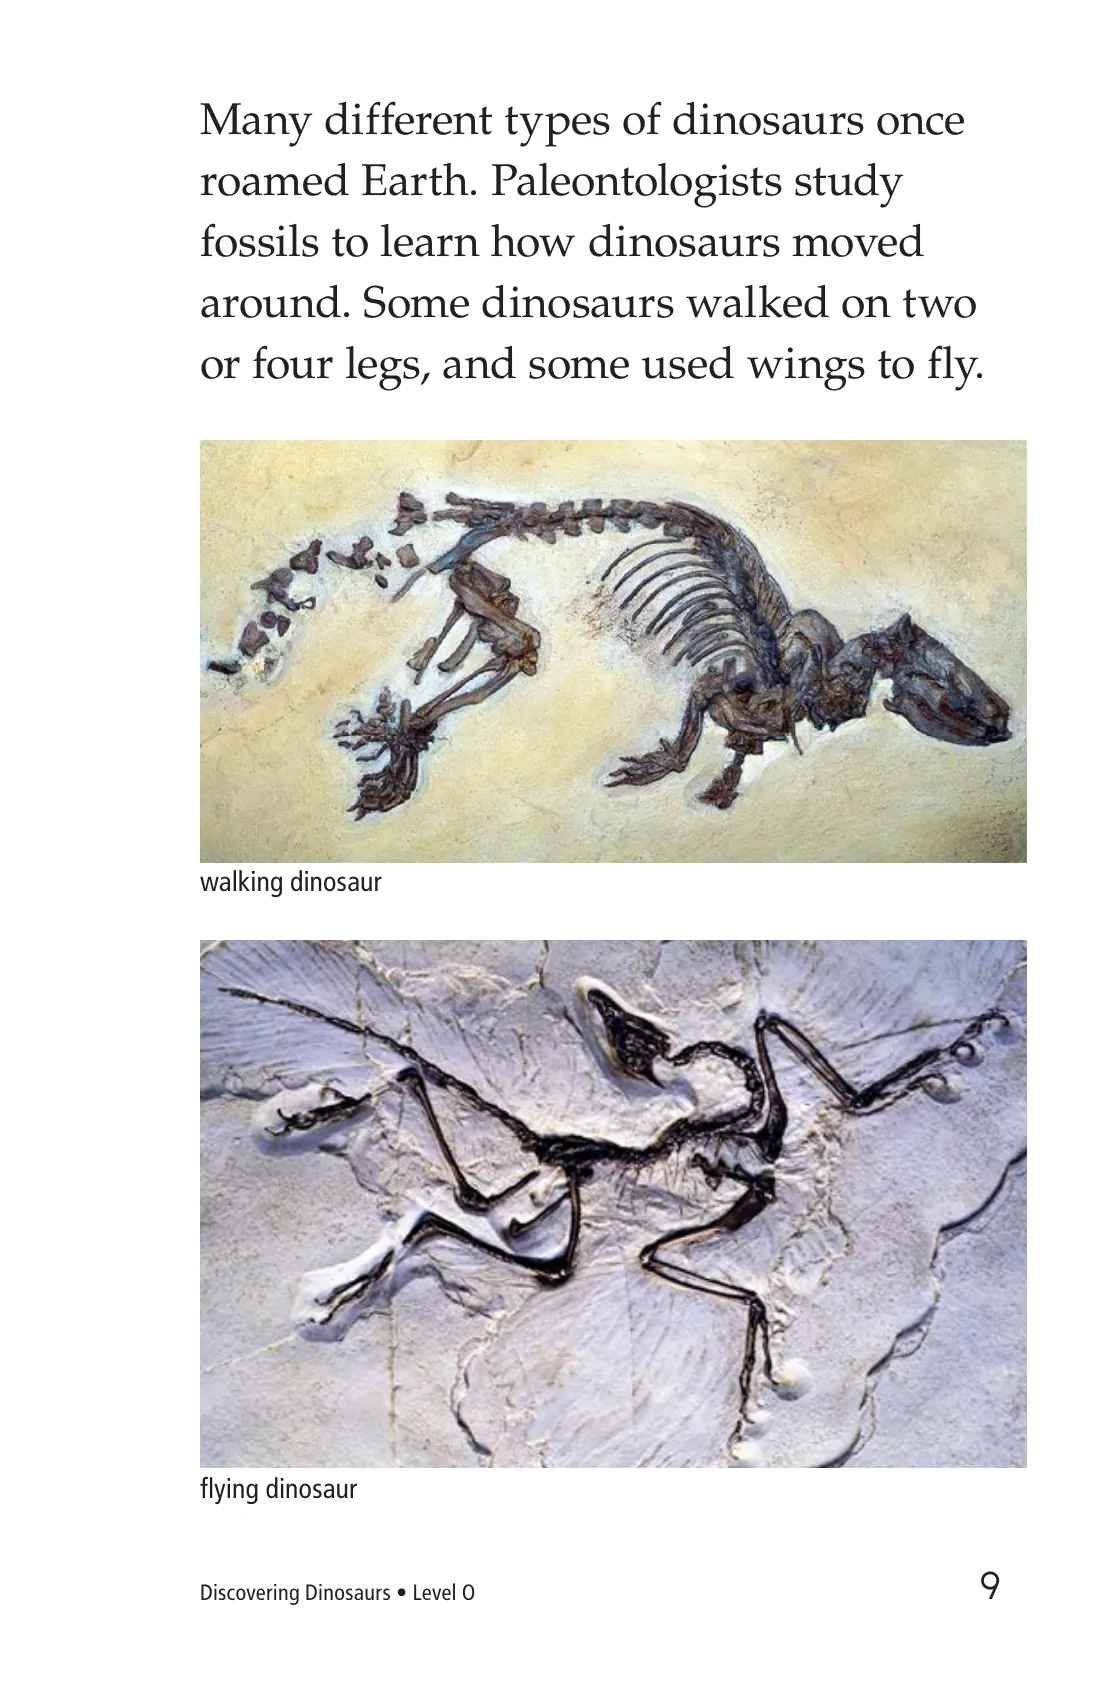 Many different types of dinosaurs once
roamed Earth. Paleontologists study
fossils to learn how dinosaurs moved
around. Some dinosaurs walked on two
or four legs, and some used wings to fly.
walking dinosaur
flying dinosaur
Discovering Dinosaurs • Level O
9